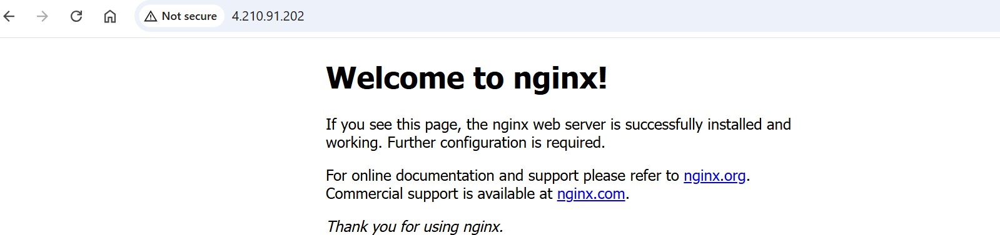 Not secure 4.210.91.202
Welcome to nginx!
If you see this page, the nginx web server is successfully installed and
working. Further configuration is required.
For online documentation and support please refer to nginx.org.
Commercial support is available at nginx.com.
Thank you for using nginx.